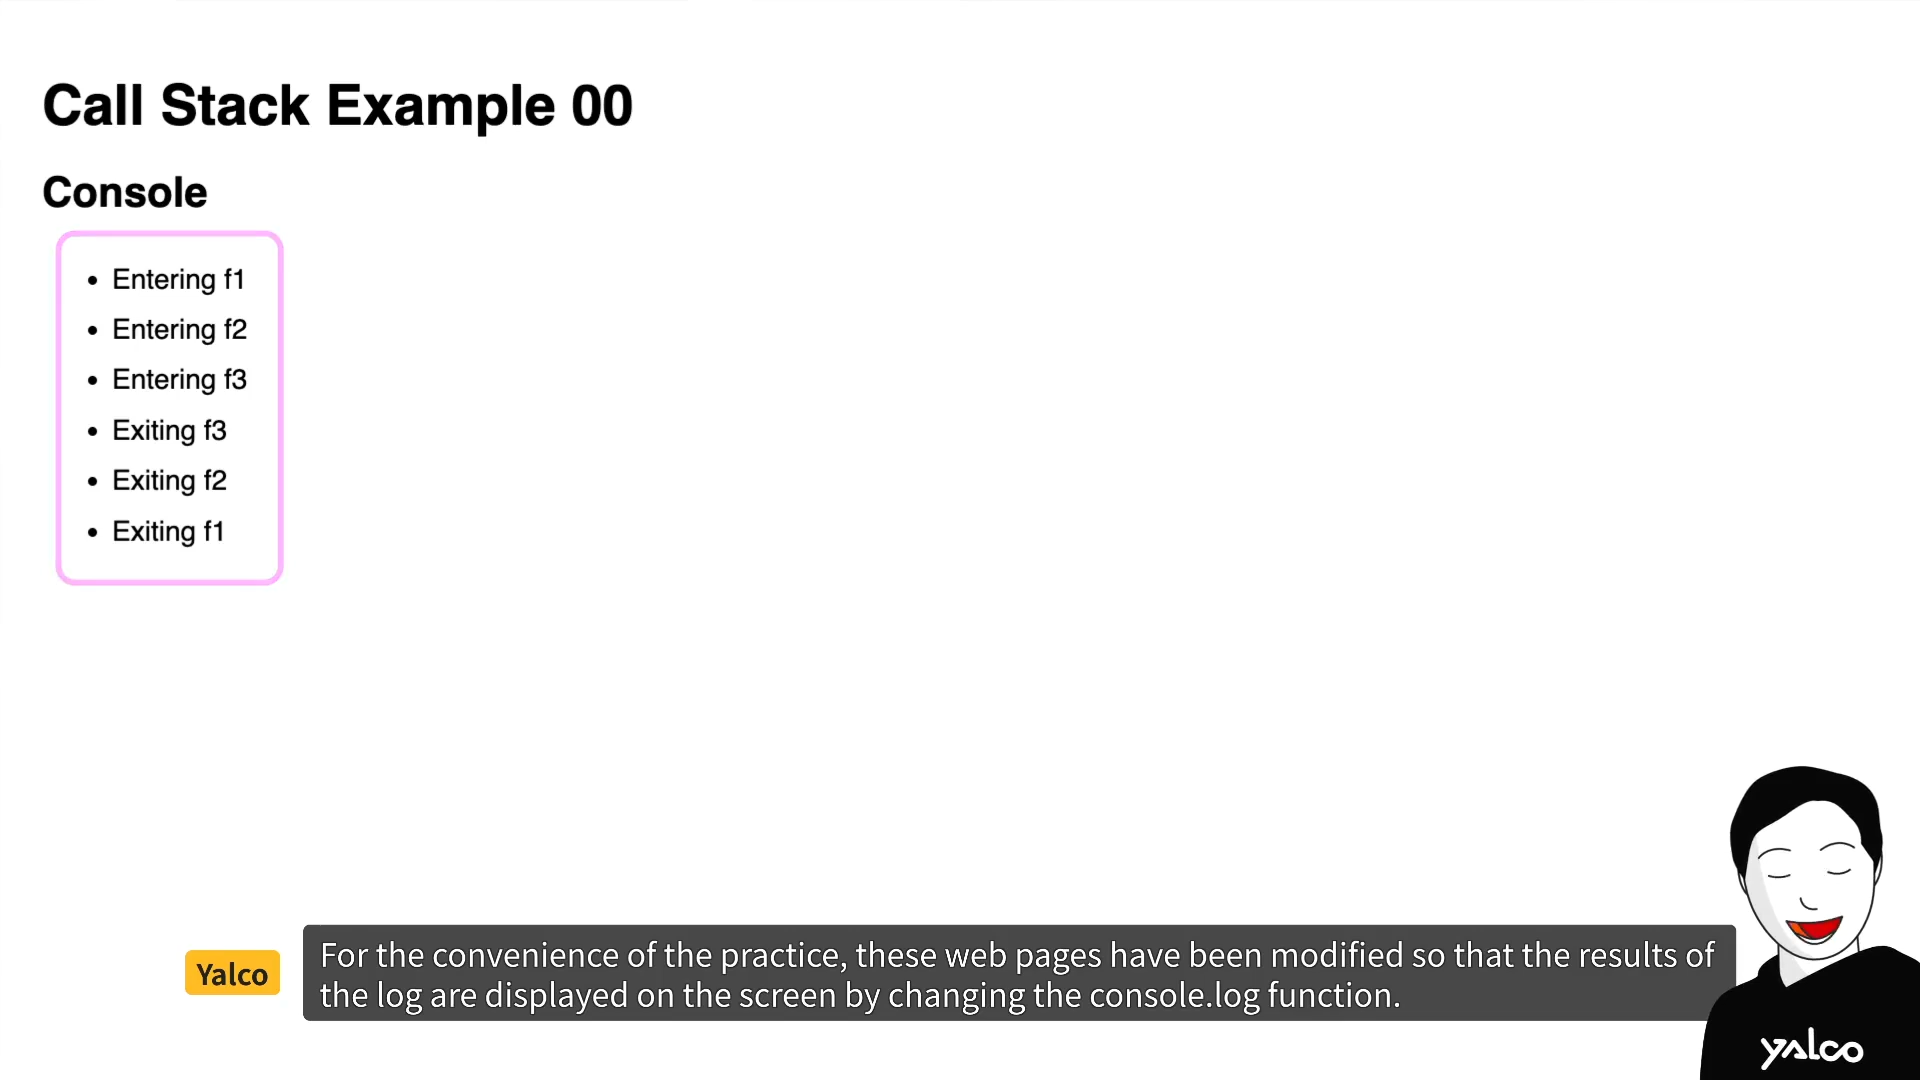 Call Stack Example 00
Console
• Entering f1
• Entering f2
• Entering f3
• Exiting f3
• Exiting f2
• Exiting f1
Yalco
For the convenience of the practice, these web pages have been modified so that the results of
the log are displayed on the screen by changing the console.log function.
yalco